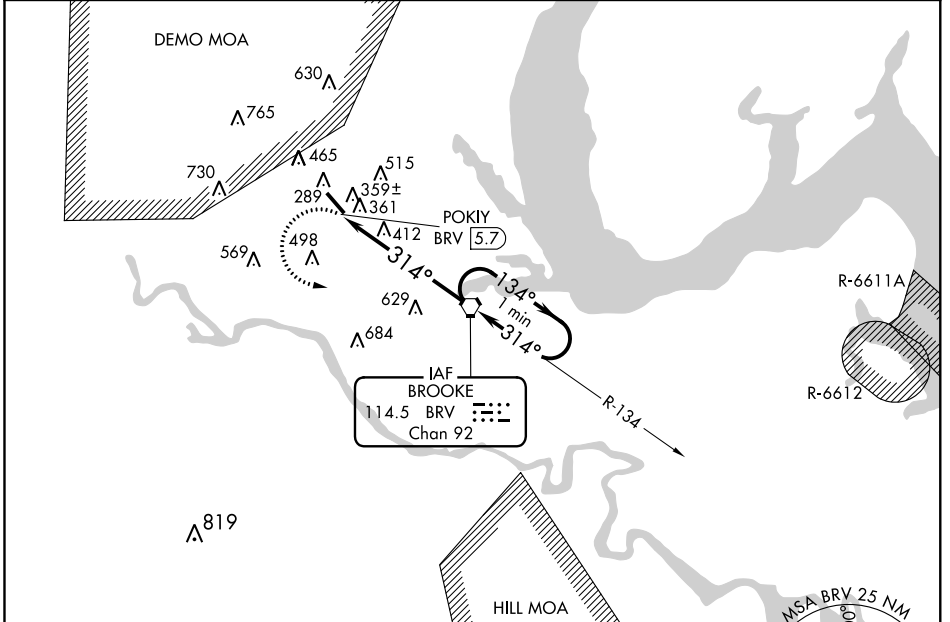 DEMO MOA
630
765
465
515
730
289
359±
361
POKIY
412
BRV 5.7
569
498
314°
134°
1 min
314°
R-6611A
629
684
R-6612
IAF
BROOKE
114.5 BRV
Chan 92
R-134
819
HILL MOA
MSA BRV 25 NM